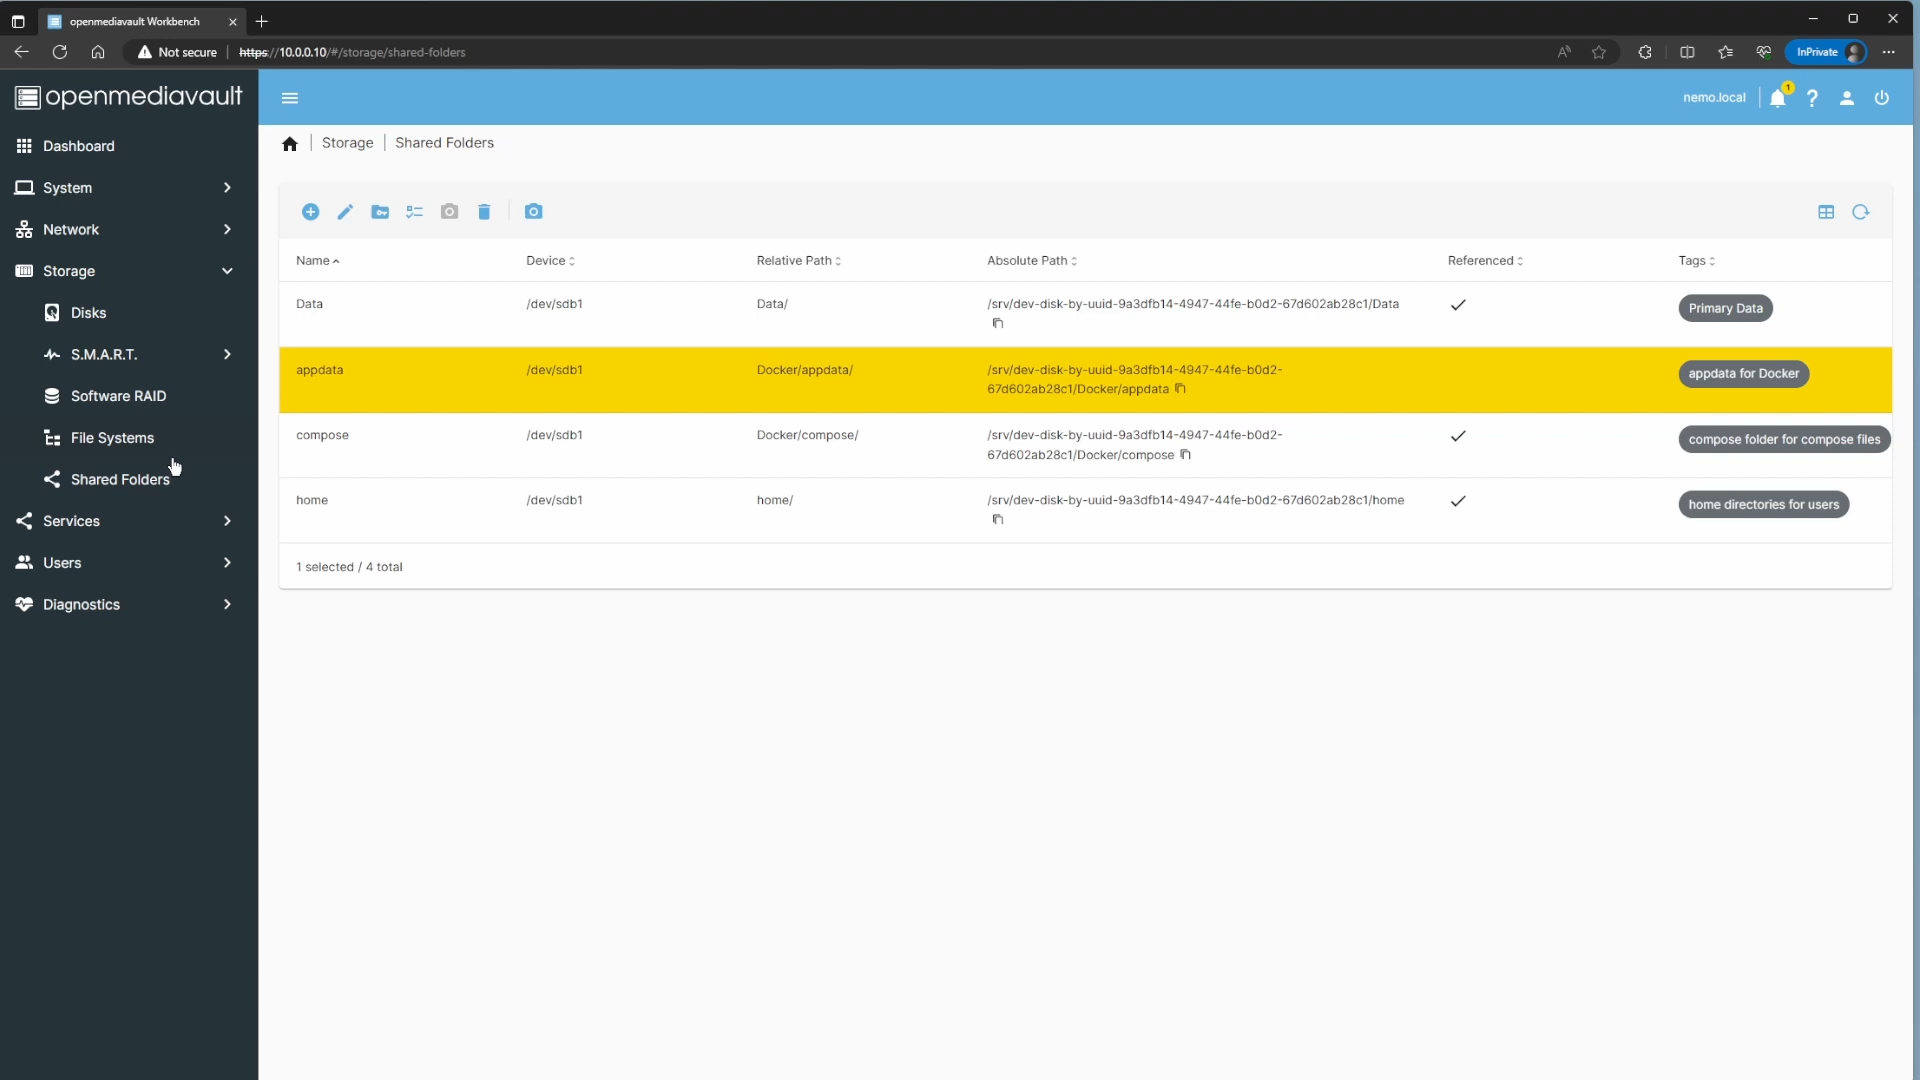 openmediavault Workbench
Not secure https://10.0.0.10/#/storage/shared-folders InPrivate
openmediavault
nemo.local 1
Storage Shared Folders
Dashboard
System
Network
Storage
Disks
S.M.A.R.T.
Software RAID
File Systems
Shared Folders
Services
Users
Diagnostics
Name Device Relative Path Absolute Path Referenced Tags
Data /dev/sdb1 Data/ /srv/dev-disk-by-uuid-9a3dfb14-4947-44fe-b0d2-67d602ab28c1/Data Primary Data
appdata /dev/sdb1 Docker/appdata/ /srv/dev-disk-by-uuid-9a3dfb14-4947-44fe-b0d2-
67d602ab28c1/Docker/appdata appdata for Docker
compose /dev/sdb1 Docker/compose/ /srv/dev-disk-by-uuid-9a3dfb14-4947-44fe-b0d2-
67d602ab28c1/Docker/compose compose folder for compose files
home /dev/sdb1 home/ /srv/dev-disk-by-uuid-9a3dfb14-4947-44fe-b0d2-67d602ab28c1/home home directories for users
1 selected / 4 total